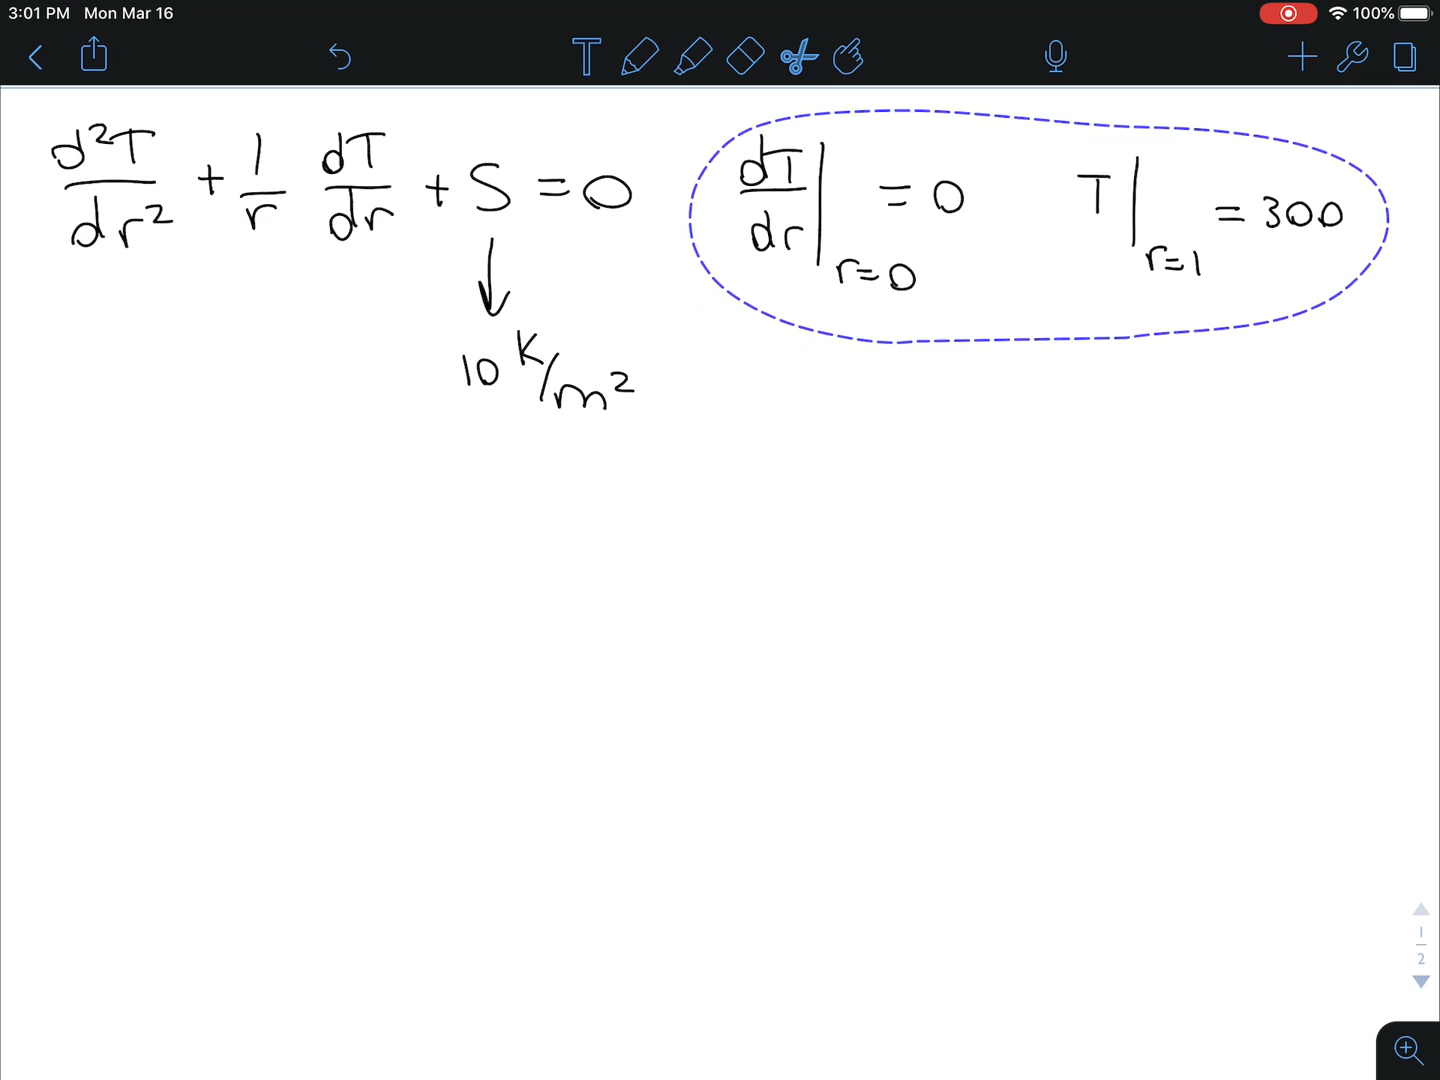 3:01 PM Mon Mar 16 100%
d²T/dr² + 1/r dT/dr + S = 0
dT/dr |r=0 = 0
T |r=1 = 300
↓
10 K/m²
1
2